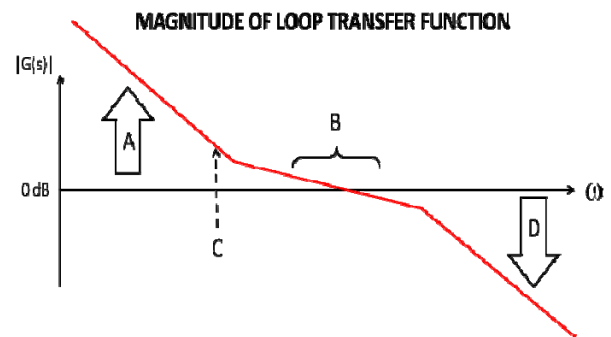 MAGNITUDE OF LOOP TRANSFER FUNCTION
|G(s)|
B
A
0 dB
ω
D
C